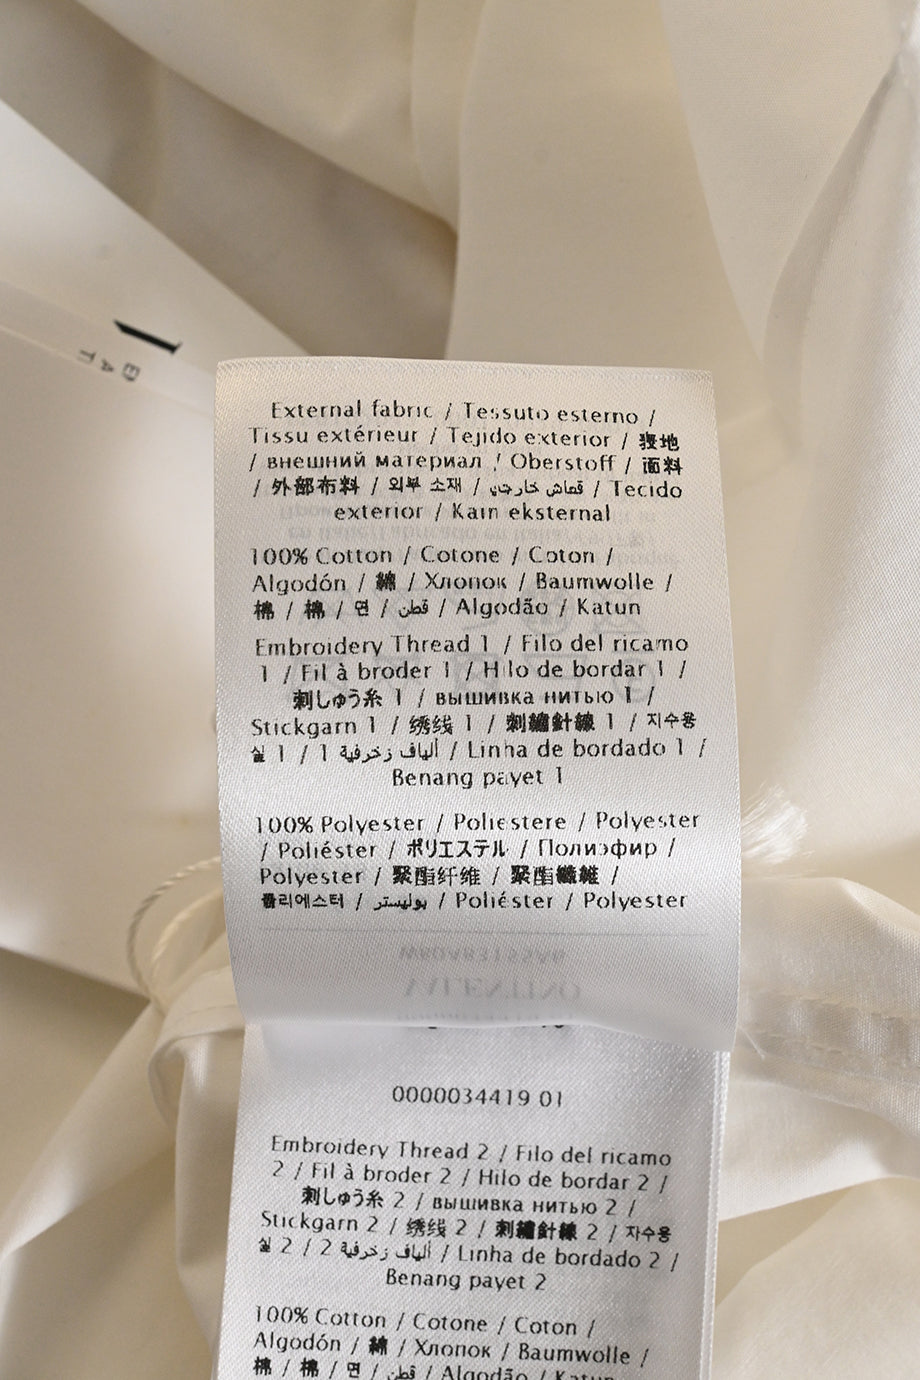 External fabric / Tessuto esterno /
Tissu extérieur / Tejido exterior / 表地
/ внешний материал / Oberstoff / 面料
/ 外部布料 / 외부 소재 / قماش خارجي / Tecido
exterior / Kain eksternal
100% Cotton / Cotone / Coton /
Algodón / 綿 / Хлопок / Baumwolle /
棉 / 棉 / 면 / قطن / Algodão / Katun
Embroidery Thread 1 / Filo del ricamo
1 / Fil à broder 1 / Hilo de bordar 1 /
刺しゅう糸 1 / вышивка нитью 1 /
Stickgarn 1 / 绣线 1 / 刺繡針線 1 / 자수용
실 1 / 1 ألياف زخرفية / Linha de bordado 1 /
Benang payet 1
100% Polyester / Poliestere / Polyester
/ Poliéster / ポリエステル / Полиэфир /
Polyester / 聚酯纤维 / 聚酯纖維 /
폴리에스터 / بوليستر / Poliéster / Polyester
W80A83155A6
VALENTINO
0000034419 01
Embroidery Thread 2 / Filo del ricamo
2 / Fil à broder 2 / Hilo de bordar 2 /
刺しゅう糸 2 / вышивка нитью 2 /
Stickgarn 2 / 绣线 2 / 刺繡針線 2 / 자수용
실 2 / 2 ألياف زخرفية / Linha de bordado 2 /
Benang payet 2
100% Cotton / Cotone / Coton /
Algodón / 綿 / Хлопок / Baumwolle /
棉 / 棉 / 면 / قطن / Algodão / Katun